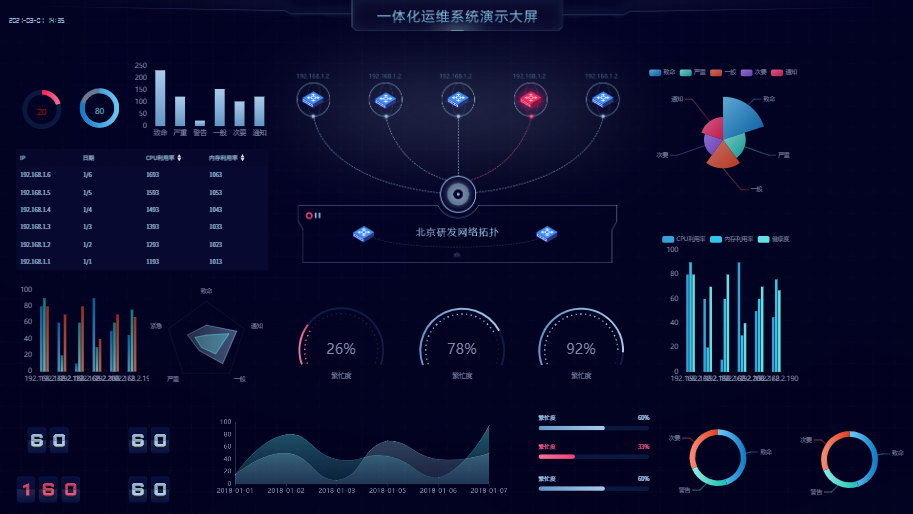 一体化运维系统演示大屏
192.168.1.2
192.168.1.2
192.168.1.2
192.168.1.2
192.168.1.2
20
80
250
200
150
100
50
0
致命 严重 警告 一般 次要 通知
致命 严重 一般 次要 通知
通知
致命
次要
严重
一般
IP 日期 CPU利用率 内存利用率
192.168.1.6 1/6 1693 1063
192.168.1.5 1/5 1593 1053
192.168.1.4 1/4 1493 1043
192.168.1.3 1/3 1393 1033
192.168.1.2 1/2 1293 1023
192.168.1.1 1/1 1193 1013
北京研发网络拓扑
CPU利用率 内存利用率
100
80
60
40
20
0
100
80
60
40
20
0
致命
紧急
通知
严重
一般
26%
繁忙度
78%
繁忙度
92%
繁忙度
60
60
160
60
100
80
60
40
20
0
2018-01-01 2018-01-02 2018-01-03 2018-01-05 2018-01-06 2018-01-07
繁忙度 60%
繁忙度 33%
繁忙度 60%
次要
致命
警告
次要
致命
警告